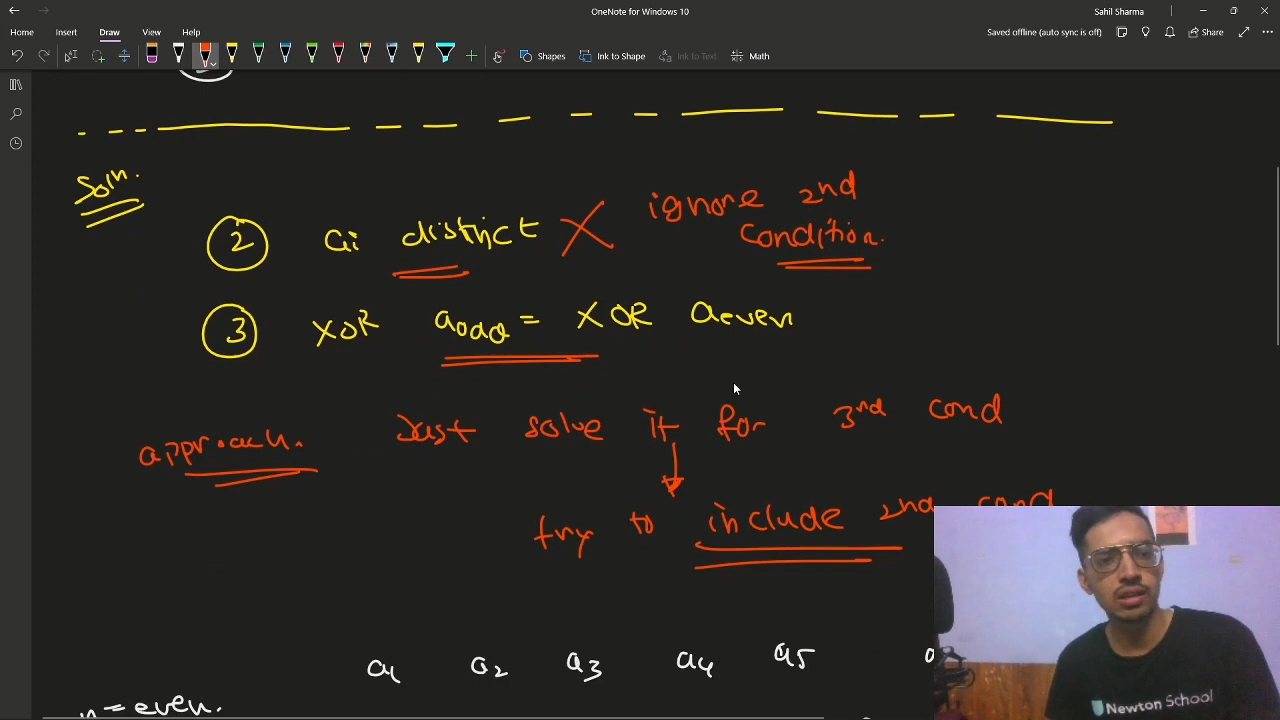 OneNote for Windows 10
Sahil Sharma
Home Insert Draw View Help
Saved offline (auto sync is off)
Share
Shapes
Ink to Shape
Ink to Text
Math
Soln.
2 ai distinct X ignore 2nd
condition.
3 XOR aodd = XOR aeven
approach. Just solve it for 3nd cond
try to include 2nd cond
a1 a2 a3 a4 a5
n = even.
Newton School